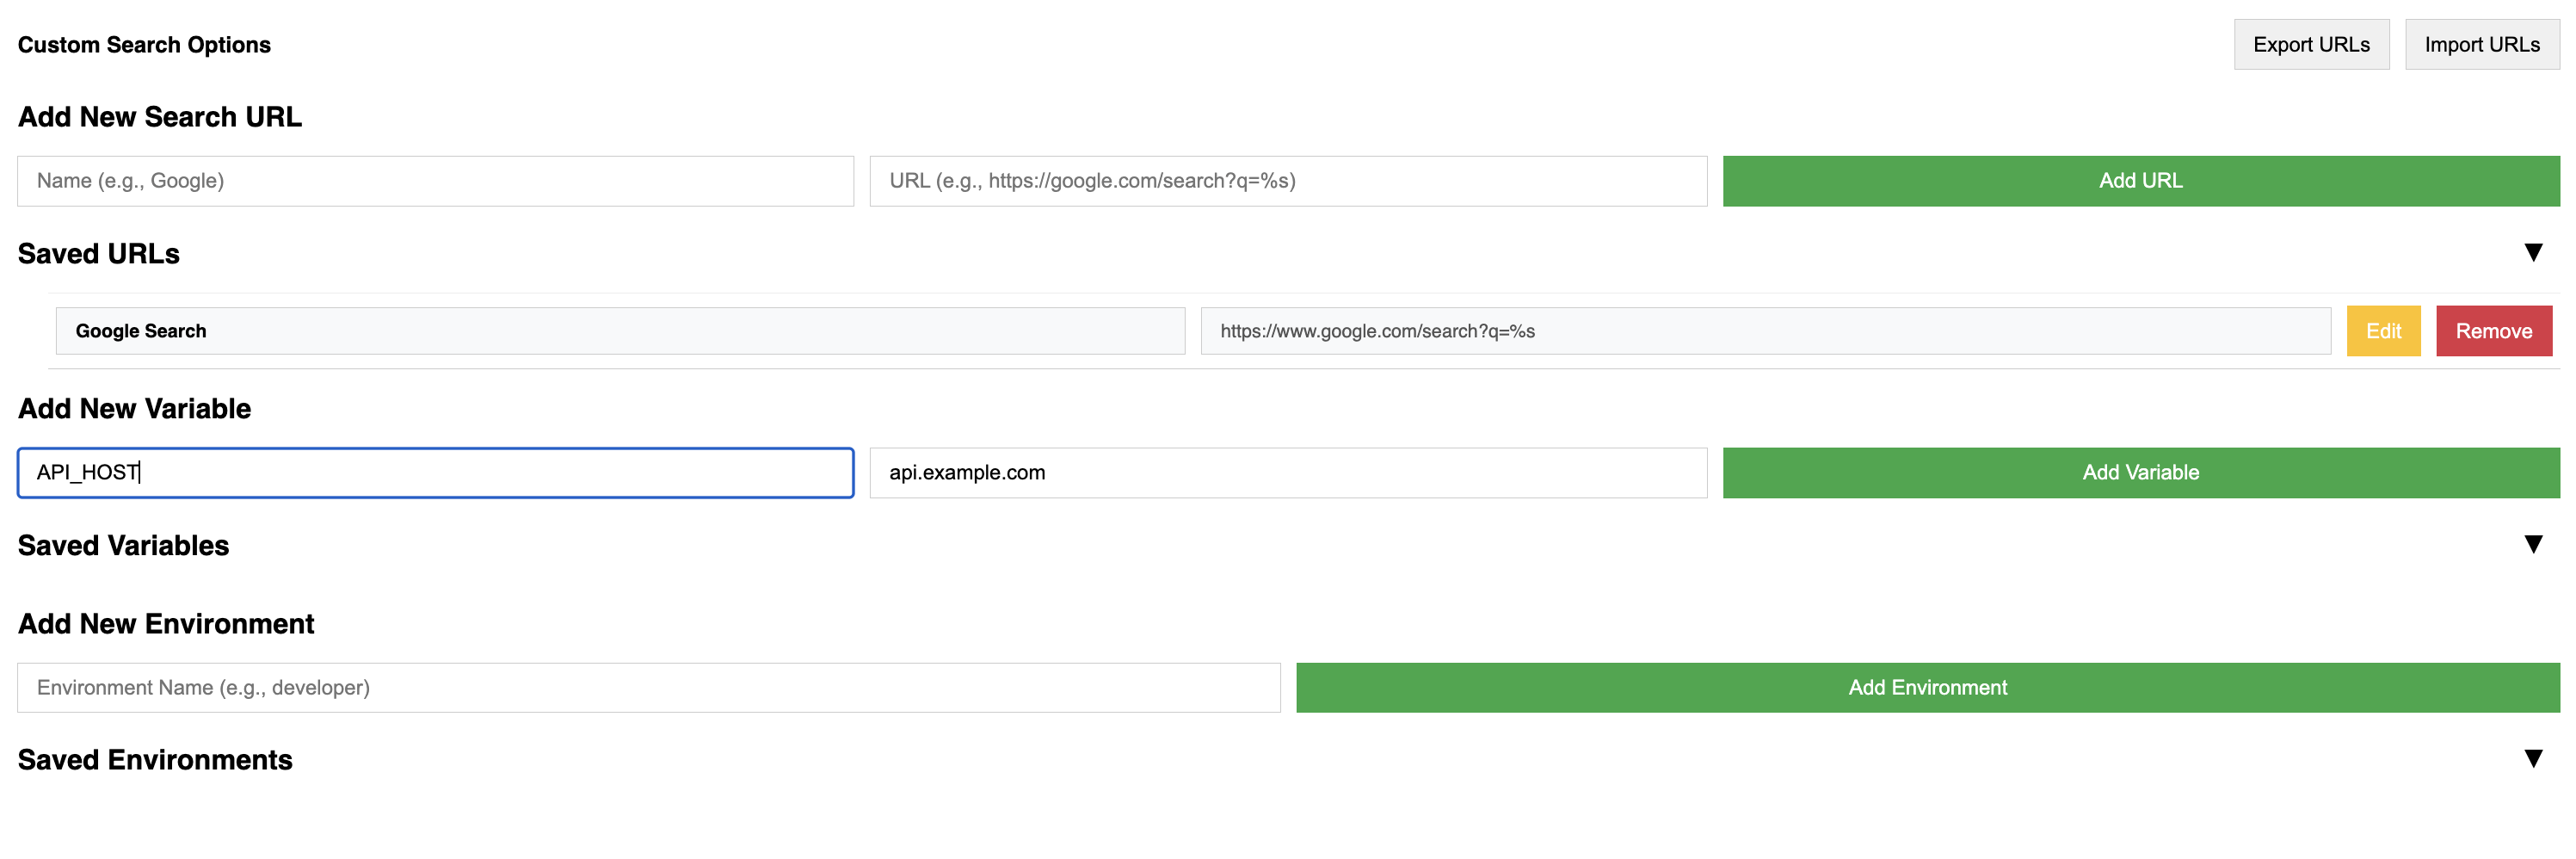 Custom Search Options
Export URLs
Import URLs
Add New Search URL
Name (e.g., Google)
URL (e.g., https://google.com/search?q=%s)
Add URL
Saved URLs
▼
Google Search
https://www.google.com/search?q=%s
Edit
Remove
Add New Variable
API_HOST
api.example.com
Add Variable
Saved Variables
▼
Add New Environment
Environment Name (e.g., developer)
Add Environment
Saved Environments
▼